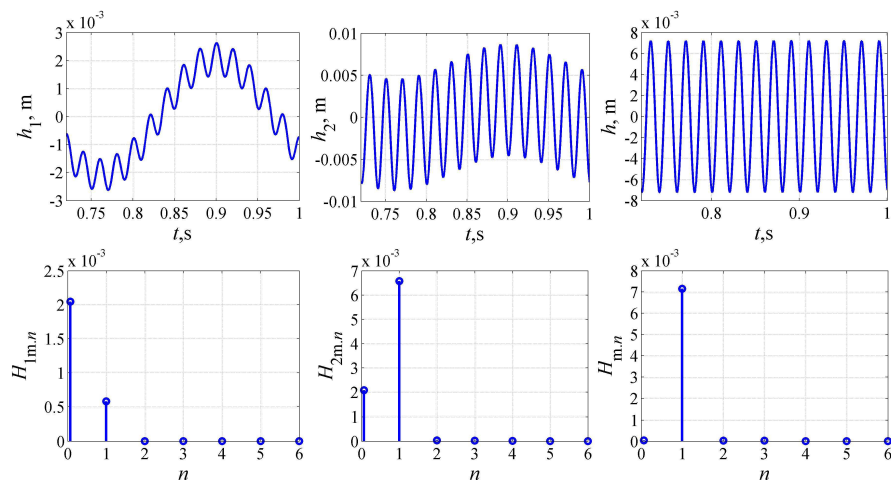 x 10⁻³
3
2
1
0
-1
-2
-3
h₁, m
0.75 0.8 0.85 0.9 0.95 1
t,s
0.01
0.005
0
-0.005
-0.01
h₂, m
0.75 0.8 0.85 0.9 0.95 1
t,s
x 10⁻³
8
6
4
2
0
-2
-4
-6
-8
h, m
0.8 0.9 1
t,s
x 10⁻³
2.5
2
1.5
1
0.5
0
H₁ₘ.ₙ
0 1 2 3 4 5 6
n
x 10⁻³
7
6
5
4
3
2
1
0
H₂ₘ.ₙ
0 1 2 3 4 5 6
n
x 10⁻³
8
7
6
5
4
3
2
1
0
Hₘ.ₙ
0 1 2 3 4 5 6
n